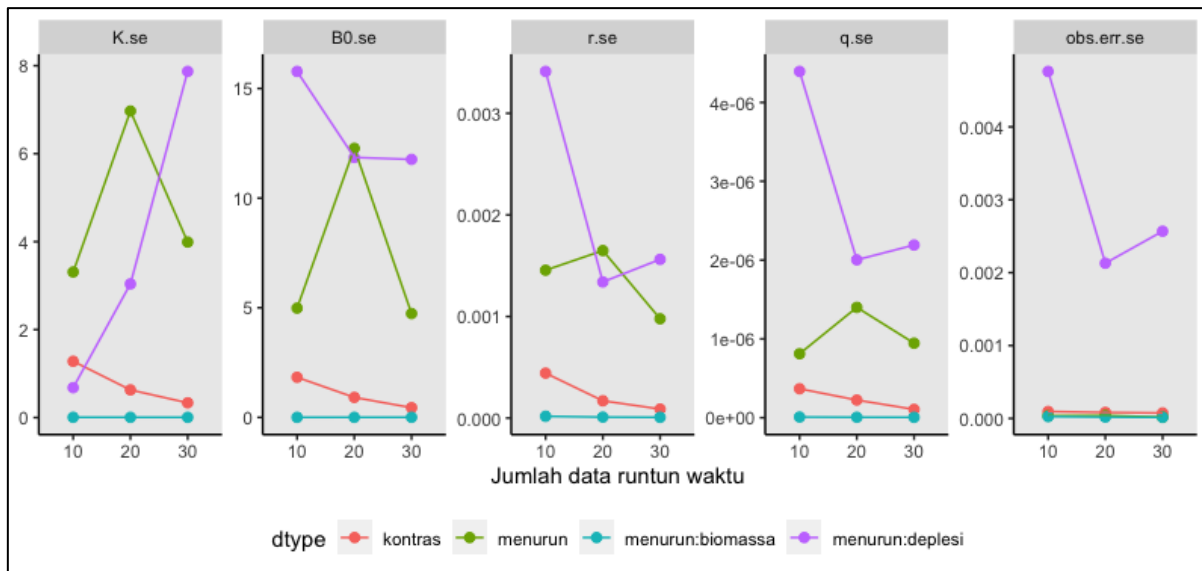 K.se B0.se r.se q.se obs.err.se
8
6
4
2
0
15
10
5
0
0.003
0.002
0.001
0.000
4e-06
3e-06
2e-06
1e-06
0e+00
0.004
0.003
0.002
0.001
0.000
10 20 30 10 20 30 10 20 30 10 20 30 10 20 30
Jumlah data runtun waktu
dtype kontras menurun menurun:biomassa menurun:deplesi